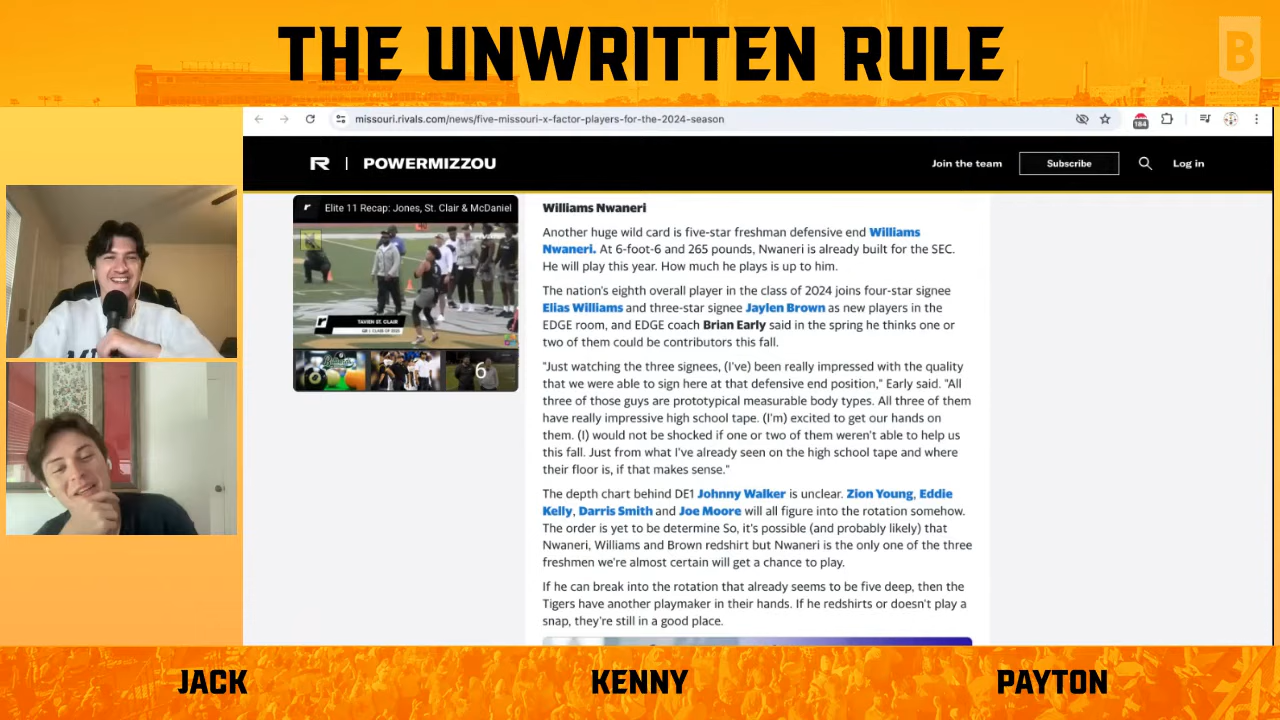 THE UNWRITTEN RULE
B
missouri.rivals.com/news/five-missouri-x-factor-players-for-the-2024-season
184
R | POWERMIZZOU
Join the team
Subscribe
Log in
Elite 11 Recap: Jones, St. Clair & McDaniel
TAVIEN ST. CLAIR
6
Williams Nwaneri
Another huge wild card is five-star freshman defensive end Williams
Nwaneri. At 6-foot-6 and 265 pounds, Nwaneri is already built for the SEC.
He will play this year. How much he plays is up to him.
The nation's eighth overall player in the class of 2024 joins four-star signee
Elias Williams and three-star signee Jaylen Brown as new players in the
EDGE room, and EDGE coach Brian Early said in the spring he thinks one or
two of them could be contributors this fall.
"Just watching the three signees, (I've) been really impressed with the quality
that we were able to sign here at that defensive end position," Early said. "All
three of those guys are prototypical measurable body types. All three of them
have really impressive high school tape. (I'm) excited to get our hands on
them. (I) would not be shocked if one or two of them weren't able to help us
this fall. Just from what I've already seen on the high school tape and where
their floor is, if that makes sense."
The depth chart behind DE1 Johnny Walker is unclear. Zion Young, Eddie
Kelly, Darris Smith and Joe Moore will all figure into the rotation somehow.
The order is yet to be determine So, it's possible (and probably likely) that
Nwaneri, Williams and Brown redshirt but Nwaneri is the only one of the three
freshmen we're almost certain will get a chance to play.
If he can break into the rotation that already seems to be five deep, then the
Tigers have another playmaker in their hands. If he redshirts or doesn't play a
snap, they're still in a good place.
JACK
KENNY
PAYTON